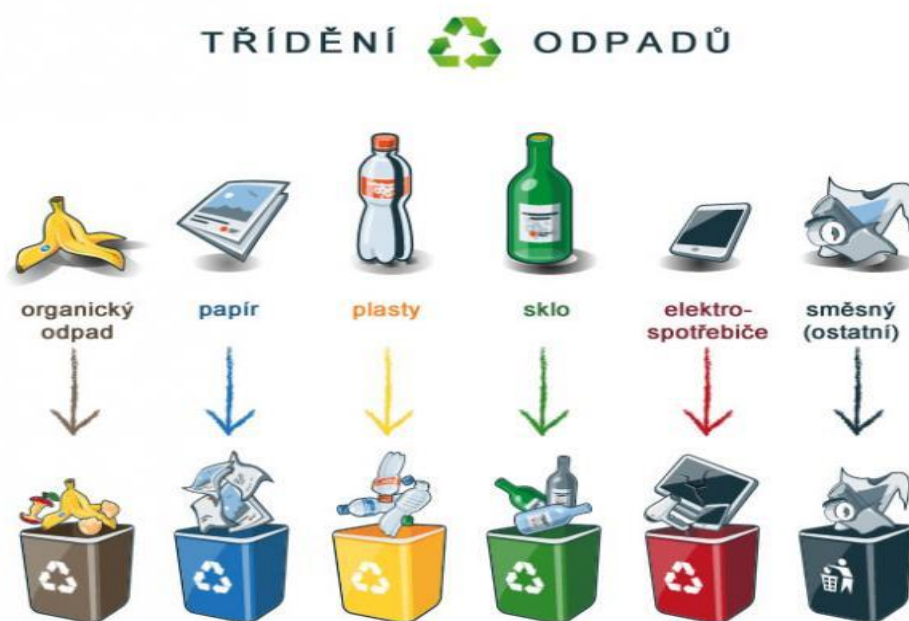 TŘÍDĚNÍ ODPADŮ
organický
odpad
papír
plasty
sklo
elektro-
spotřebiče
směsný
(ostatní)